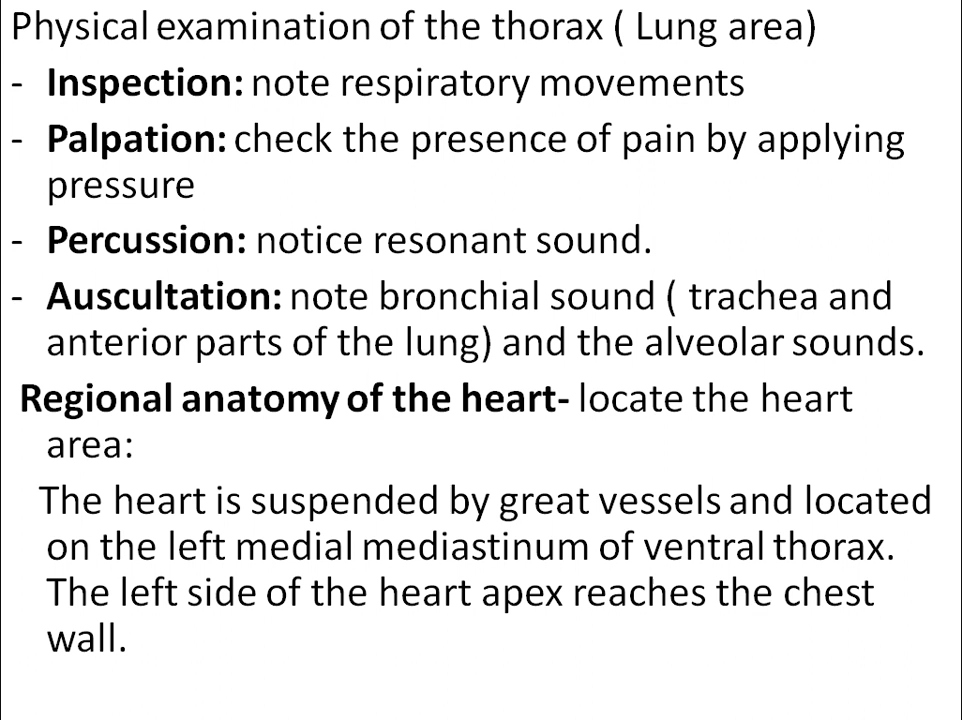 Physical examination of the thorax ( Lung area)
- Inspection: note respiratory movements
- Palpation: check the presence of pain by applying
pressure
- Percussion: notice resonant sound.
- Auscultation: note bronchial sound ( trachea and
anterior parts of the lung) and the alveolar sounds.
Regional anatomy of the heart- locate the heart
area:
The heart is suspended by great vessels and located
on the left medial mediastinum of ventral thorax.
The left side of the heart apex reaches the chest
wall.